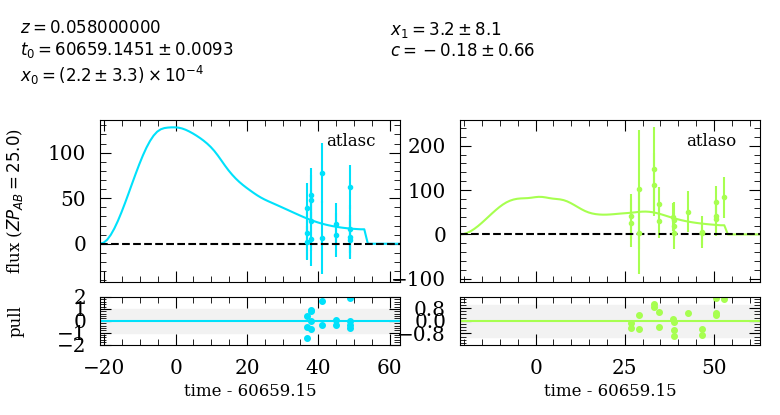 z = 0.058000000
t₀ = 60659.1451 ± 0.0093
x₀ = (2.2 ± 3.3) × 10⁻⁴
x₁ = 3.2 ± 8.1
c = −0.18 ± 0.66
flux (ZP_AB = 25.0)
atlasc
100
50
0
atlaso
200
100
0
−100
pull
2
1
0
−1
−2
0.8
0.0
−0.8
−20 0 20 40 60
0 25 50
time - 60659.15
time - 60659.15